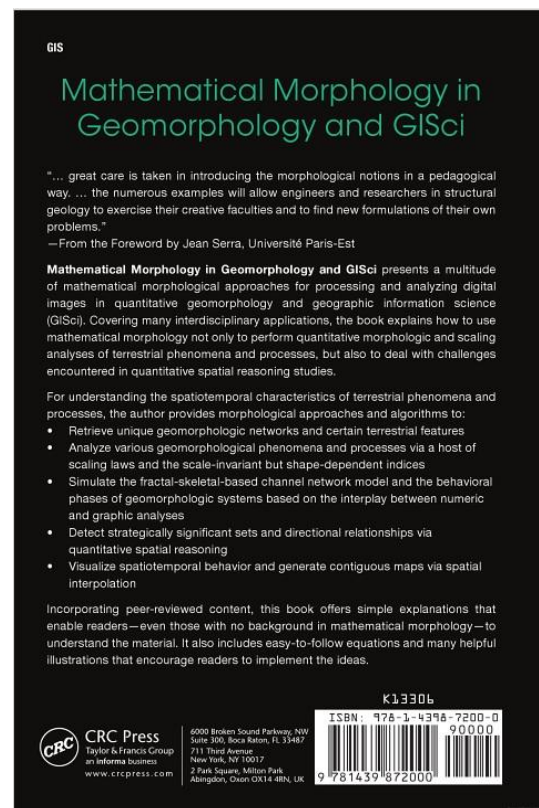 GIS
Mathematical Morphology in
Geomorphology and GISci
"... great care is taken in introducing the morphological notions in a pedagogical
way. ... the numerous examples will allow engineers and researchers in structural
geology to exercise their creative faculties and to find new formulations of their own
problems."
—From the Foreword by Jean Serra, Université Paris-Est
Mathematical Morphology in Geomorphology and GISci presents a multitude
of mathematical morphological approaches for processing and analyzing digital
images in quantitative geomorphology and geographic information science
(GISci). Covering many interdisciplinary applications, the book explains how to use
mathematical morphology not only to perform quantitative morphologic and scaling
analyses of terrestrial phenomena and processes, but also to deal with challenges
encountered in quantitative spatial reasoning studies.
For understanding the spatiotemporal characteristics of terrestrial phenomena and
processes, the author provides morphological approaches and algorithms to:
• Retrieve unique geomorphologic networks and certain terrestrial features
• Analyze various geomorphological phenomena and processes via a host of
scaling laws and the scale-invariant but shape-dependent indices
• Simulate the fractal-skeletal-based channel network model and the behavioral
phases of geomorphologic systems based on the interplay between numeric
and graphic analyses
• Detect strategically significant sets and directional relationships via
quantitative spatial reasoning
• Visualize spatiotemporal behavior and generate contiguous maps via spatial
interpolation
Incorporating peer-reviewed content, this book offers simple explanations that
enable readers—even those with no background in mathematical morphology—to
understand the material. It also includes easy-to-follow equations and many helpful
illustrations that encourage readers to implement the ideas.
K13306
ISBN: 978-1-4398-7200-0
90000
9 781439 872000
CRC
CRC Press
Taylor & Francis Group
an informa business
www.crcpress.com
6000 Broken Sound Parkway, NW
Suite 300, Boca Raton, FL 33487
711 Third Avenue
New York, NY 10017
2 Park Square, Milton Park
Abingdon, Oxon OX14 4RN, UK